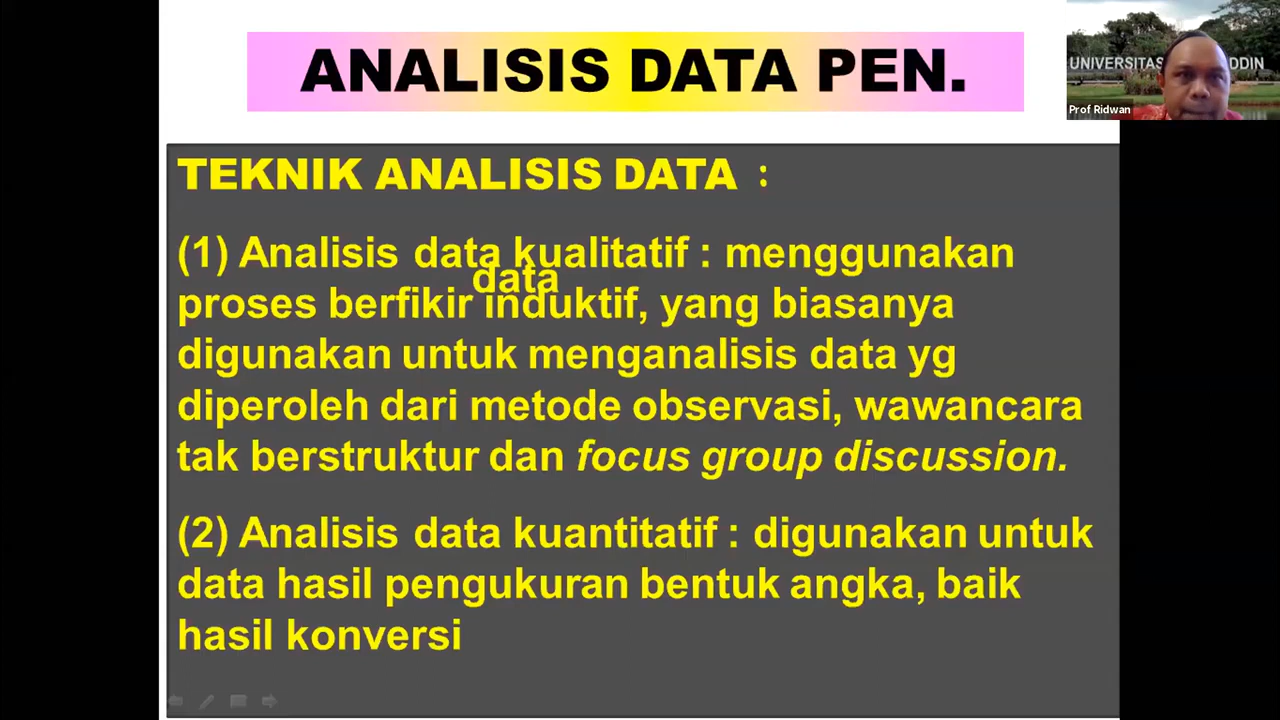 ANALISIS DATA PEN.
UNIVERSITAS DDIN
Prof Ridwan
TEKNIK ANALISIS DATA :
(1) Analisis data kualitatif : menggunakan
data
proses berfikir induktif, yang biasanya
digunakan untuk menganalisis data yg
diperoleh dari metode observasi, wawancara
tak berstruktur dan focus group discussion.
(2) Analisis data kuantitatif : digunakan untuk
data hasil pengukuran bentuk angka, baik
hasil konversi